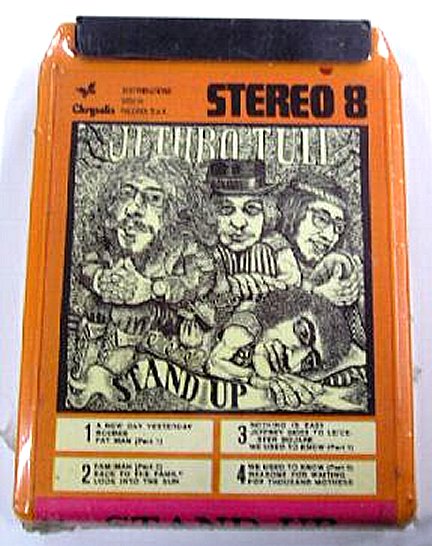 Chrysalis
STEREO 8
JETHRO TULL
STAND UP
1 A NEW DAY YESTERDAY
BOUREE
FAT MAN (Part 1)
2 FAT MAN (Part 2)
BACK TO THE FAMILY
LOOK INTO THE SUN
3 NOTHING IS EASY
JEFFREY GOES TO LEICE-
STER SQUARE
WE USED TO KNOW (Part 1)
4 WE USED TO KNOW (Part 2)
REASONS FOR WAITING
FOR THOUSAND MOTHERS
STAND UP